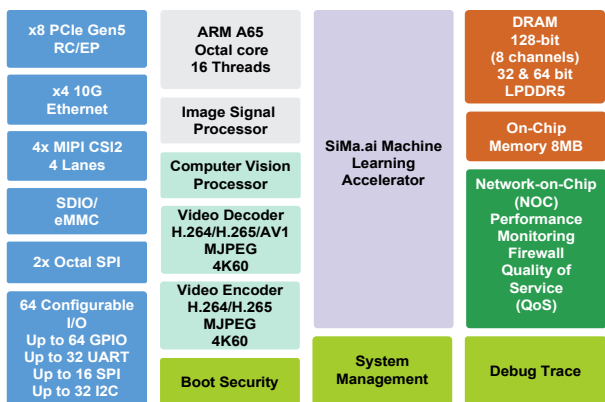 x8 PCIe Gen5
RC/EP
x4 10G
Ethernet
4x MIPI CSI2
4 Lanes
SDIO/
eMMC
2x Octal SPI
64 Configurable
I/O
Up to 64 GPIO
Up to 32 UART
Up to 16 SPI
Up to 32 I2C
ARM A65
Octal core
16 Threads
Image Signal
Processor
Computer Vision
Processor
Video Decoder
H.264/H.265/AV1
MJPEG
4K60
Video Encoder
H.264/H.265
MJPEG
4K60
Boot Security
SiMa.ai Machine
Learning
Accelerator
System
Management
DRAM
128-bit
(8 channels)
32 & 64 bit
LPDDR5
On-Chip
Memory 8MB
Network-on-Chip
(NOC)
Performance
Monitoring
Firewall
Quality of
Service
(QoS)
Debug Trace